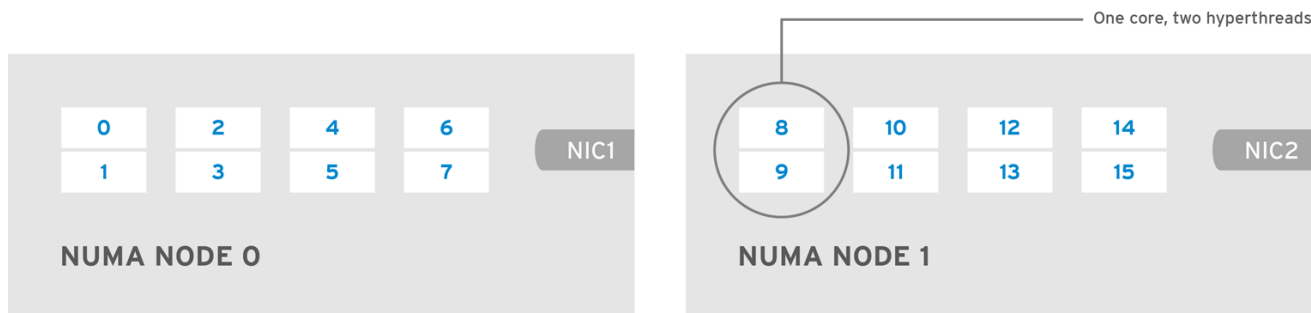 One core, two hyperthreads
0 2 4 6
NIC1
1 3 5 7
NUMA NODE 0
8 10 12 14
NIC2
9 11 13 15
NUMA NODE 1